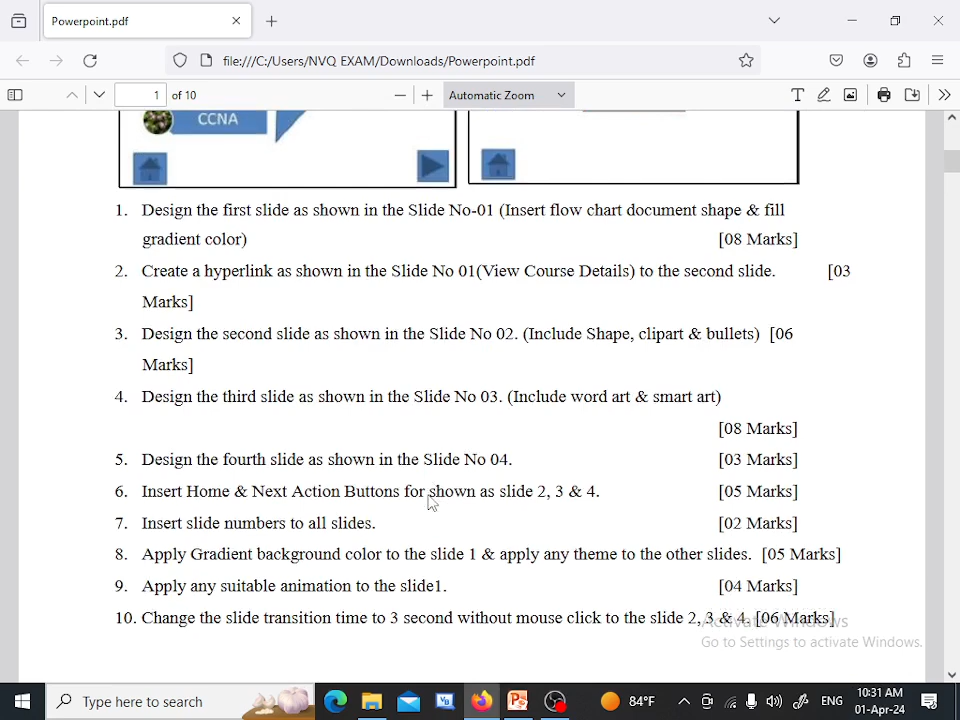 Powerpoint.pdf
file:///C:/Users/NVQ EXAM/Downloads/Powerpoint.pdf
1 of 10
Automatic Zoom
CCNA
1. Design the first slide as shown in the Slide No-01 (Insert flow chart document shape & fill
gradient color) [08 Marks]
2. Create a hyperlink as shown in the Slide No 01(View Course Details) to the second slide. [03
Marks]
3. Design the second slide as shown in the Slide No 02. (Include Shape, clipart & bullets) [06
Marks]
4. Design the third slide as shown in the Slide No 03. (Include word art & smart art)
[08 Marks]
5. Design the fourth slide as shown in the Slide No 04. [03 Marks]
6. Insert Home & Next Action Buttons for shown as slide 2, 3 & 4. [05 Marks]
7. Insert slide numbers to all slides. [02 Marks]
8. Apply Gradient background color to the slide 1 & apply any theme to the other slides. [05 Marks]
9. Apply any suitable animation to the slide1. [04 Marks]
10. Change the slide transition time to 3 second without mouse click to the slide 2, 3 & 4. [06 Marks]
Activate Windows
Go to Settings to activate Windows.
Type here to search
84°F
ENG
10:31 AM
01-Apr-24